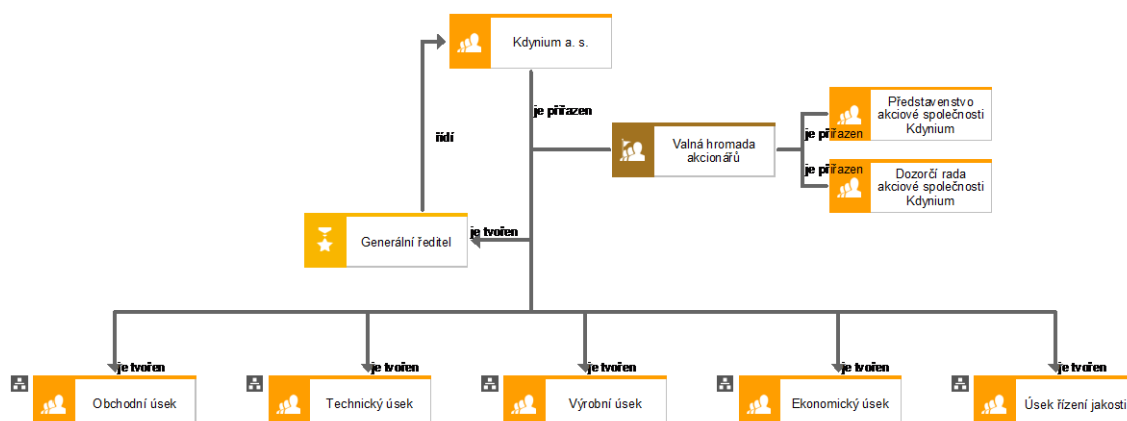 Kdynium a. s.
je přiřazen
řídí
Představenstvo
akciové společnosti
Kdynium
je přiřazen
Valná hromada
akcionářů
je přiřazen
Dozorčí rada
akciové společnosti
Kdynium
Generální ředitel
je tvořen
je tvořen
je tvořen
je tvořen
je tvořen
je tvořen
Obchodní úsek
Technický úsek
Výrobní úsek
Ekonomický úsek
Úsek řízení jakosti